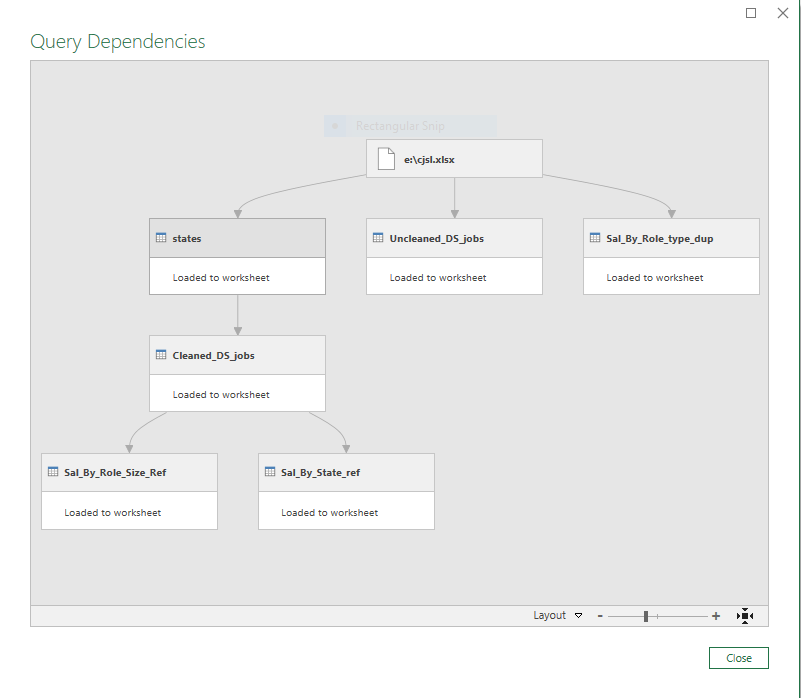 Query Dependencies
Rectangular Snip
e:\cjsl.xlsx
states
Loaded to worksheet
Uncleaned_DS_jobs
Loaded to worksheet
Sal_By_Role_type_dup
Loaded to worksheet
Cleaned_DS_jobs
Loaded to worksheet
Sal_By_Role_Size_Ref
Loaded to worksheet
Sal_By_State_ref
Loaded to worksheet
Layout
Close